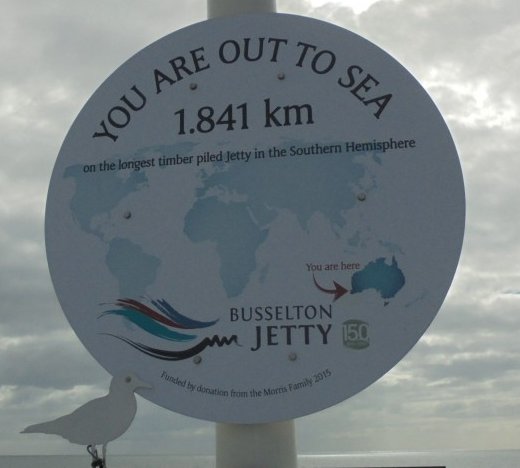 YOU ARE OUT TO SEA
1.841 km
on the longest timber piled Jetty in the Southern Hemisphere
You are here
BUSSELTON
JETTY
150
Funded by donation from the Morris Family 2015